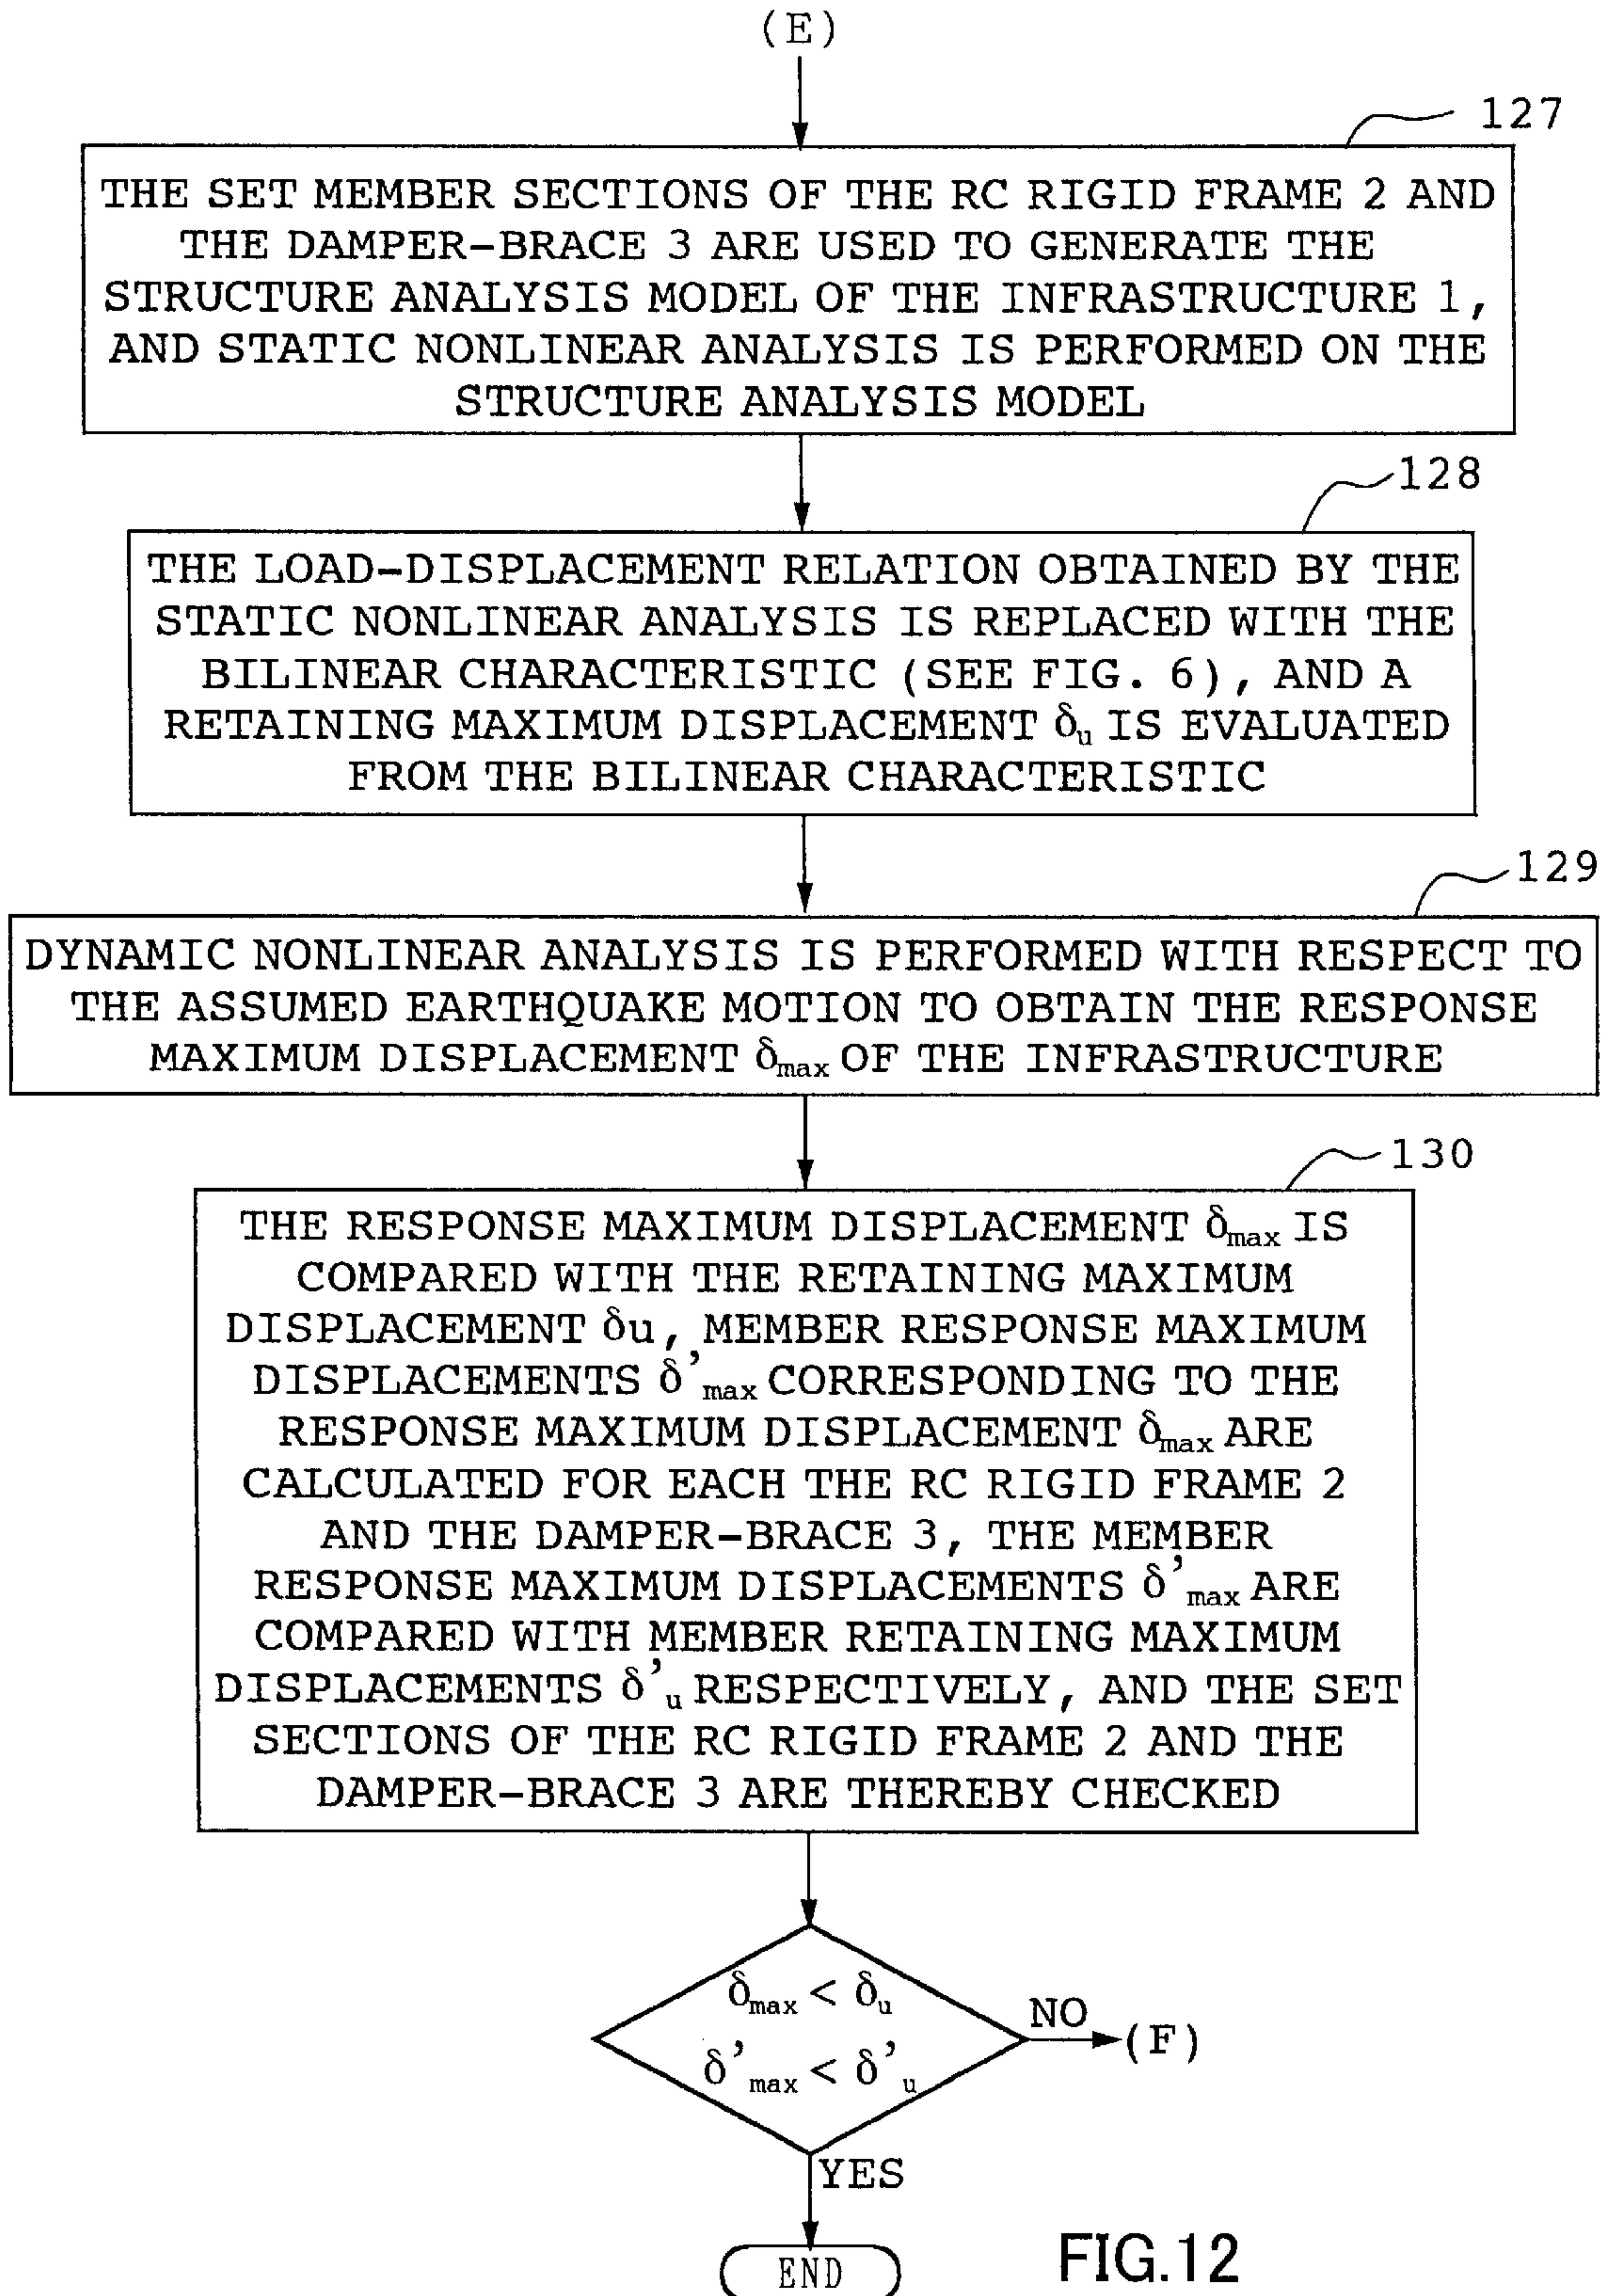 (E)
127
THE SET MEMBER SECTIONS OF THE RC RIGID FRAME 2 AND
THE DAMPER-BRACE 3 ARE USED TO GENERATE THE
STRUCTURE ANALYSIS MODEL OF THE INFRASTRUCTURE 1,
AND STATIC NONLINEAR ANALYSIS IS PERFORMED ON THE
STRUCTURE ANALYSIS MODEL
128
THE LOAD-DISPLACEMENT RELATION OBTAINED BY THE
STATIC NONLINEAR ANALYSIS IS REPLACED WITH THE
BILINEAR CHARACTERISTIC (SEE FIG. 6), AND A
RETAINING MAXIMUM DISPLACEMENT δu IS EVALUATED
FROM THE BILINEAR CHARACTERISTIC
129
DYNAMIC NONLINEAR ANALYSIS IS PERFORMED WITH RESPECT TO
THE ASSUMED EARTHQUAKE MOTION TO OBTAIN THE RESPONSE
MAXIMUM DISPLACEMENT δmax OF THE INFRASTRUCTURE
130
THE RESPONSE MAXIMUM DISPLACEMENT δmax IS
COMPARED WITH THE RETAINING MAXIMUM
DISPLACEMENT δu, MEMBER RESPONSE MAXIMUM
DISPLACEMENTS δ'max CORRESPONDING TO THE
RESPONSE MAXIMUM DISPLACEMENT δmax ARE
CALCULATED FOR EACH THE RC RIGID FRAME 2
AND THE DAMPER-BRACE 3, THE MEMBER
RESPONSE MAXIMUM DISPLACEMENTS δ'max ARE
COMPARED WITH MEMBER RETAINING MAXIMUM
DISPLACEMENTS δ'u RESPECTIVELY, AND THE SET
SECTIONS OF THE RC RIGID FRAME 2 AND THE
DAMPER-BRACE 3 ARE THEREBY CHECKED
δmax < δu
δ'max < δ'u
NO
(F)
YES
END
FIG.12